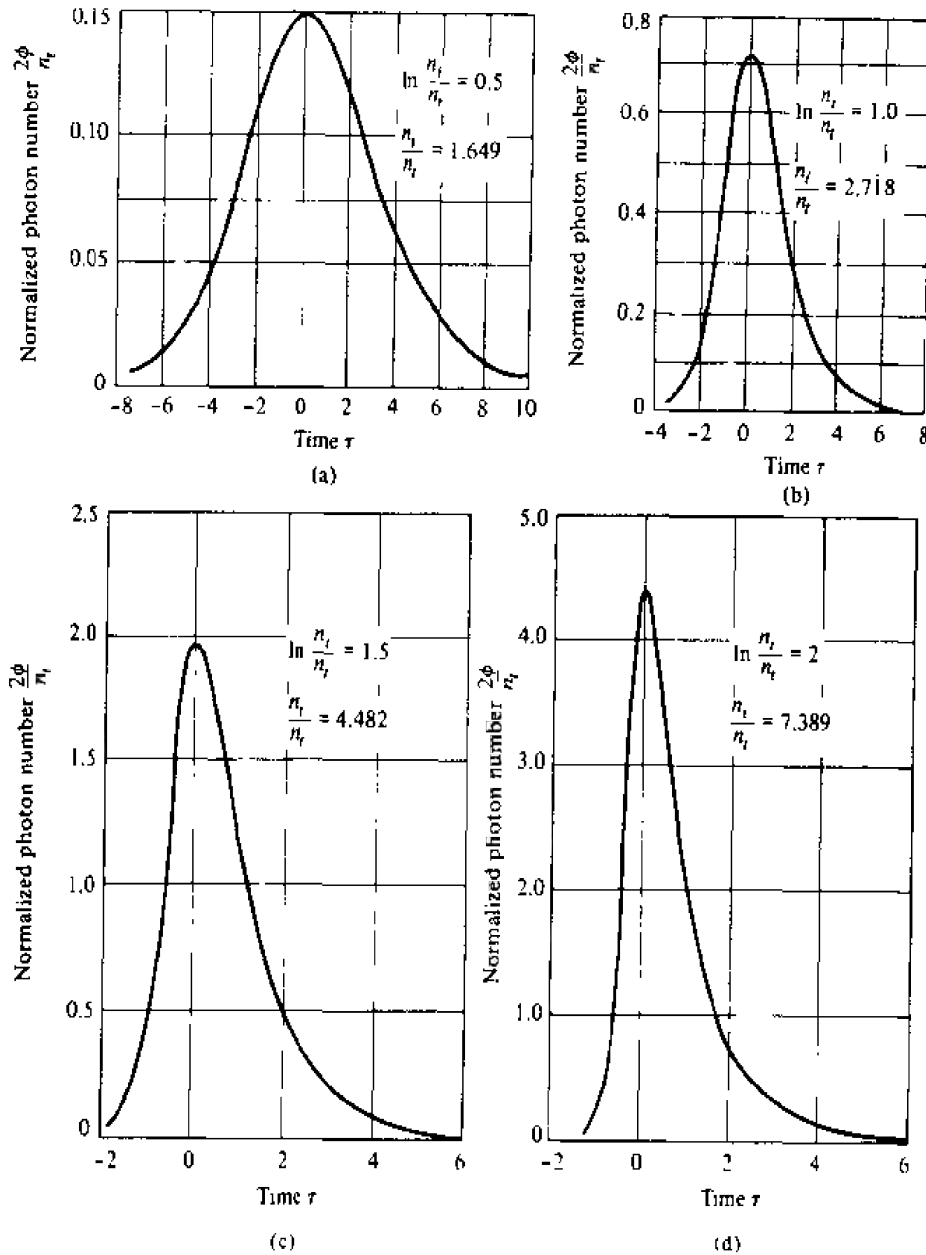 Normalized photon number 2ϕ/n_t
0.15
0.10
0.05
0
ln n_i/n_t = 0.5
n_i/n_t = 1.649
-8 -6 -4 -2 0 2 4 6 8 10
Time τ
(a)
Normalized photon number 2ϕ/n_t
0.8
0.7
0.6
0.4
0.2
0
ln n_i/n_t = 1.0
n_i/n_t = 2,718
-4 -2 0 2 4 6 8
Time τ
(b)
Normalized photon number 2ϕ/n_t
2.5
2.0
1.5
1.0
0.5
0
ln n_i/n_t = 1.5
n_i/n_t = 4.482
-2 0 2 4 6
Time τ
(c)
Normalized photon number 2ϕ/n_t
5.0
4.0
3.0
2.0
1.0
0
ln n_i/n_t = 2
n_i/n_t = 7.389
-2 0 2 4 6
Time τ
(d)